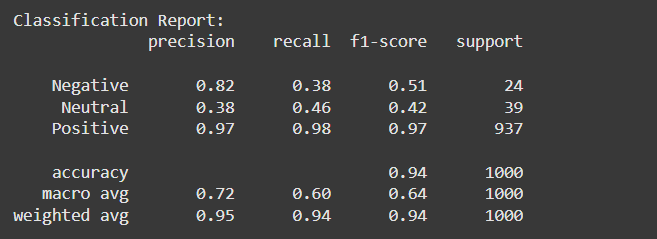 Classification Report:
precision recall f1-score support
Negative 0.82 0.38 0.51 24
Neutral 0.38 0.46 0.42 39
Positive 0.97 0.98 0.97 937
accuracy 0.94 1000
macro avg 0.72 0.60 0.64 1000
weighted avg 0.95 0.94 0.94 1000